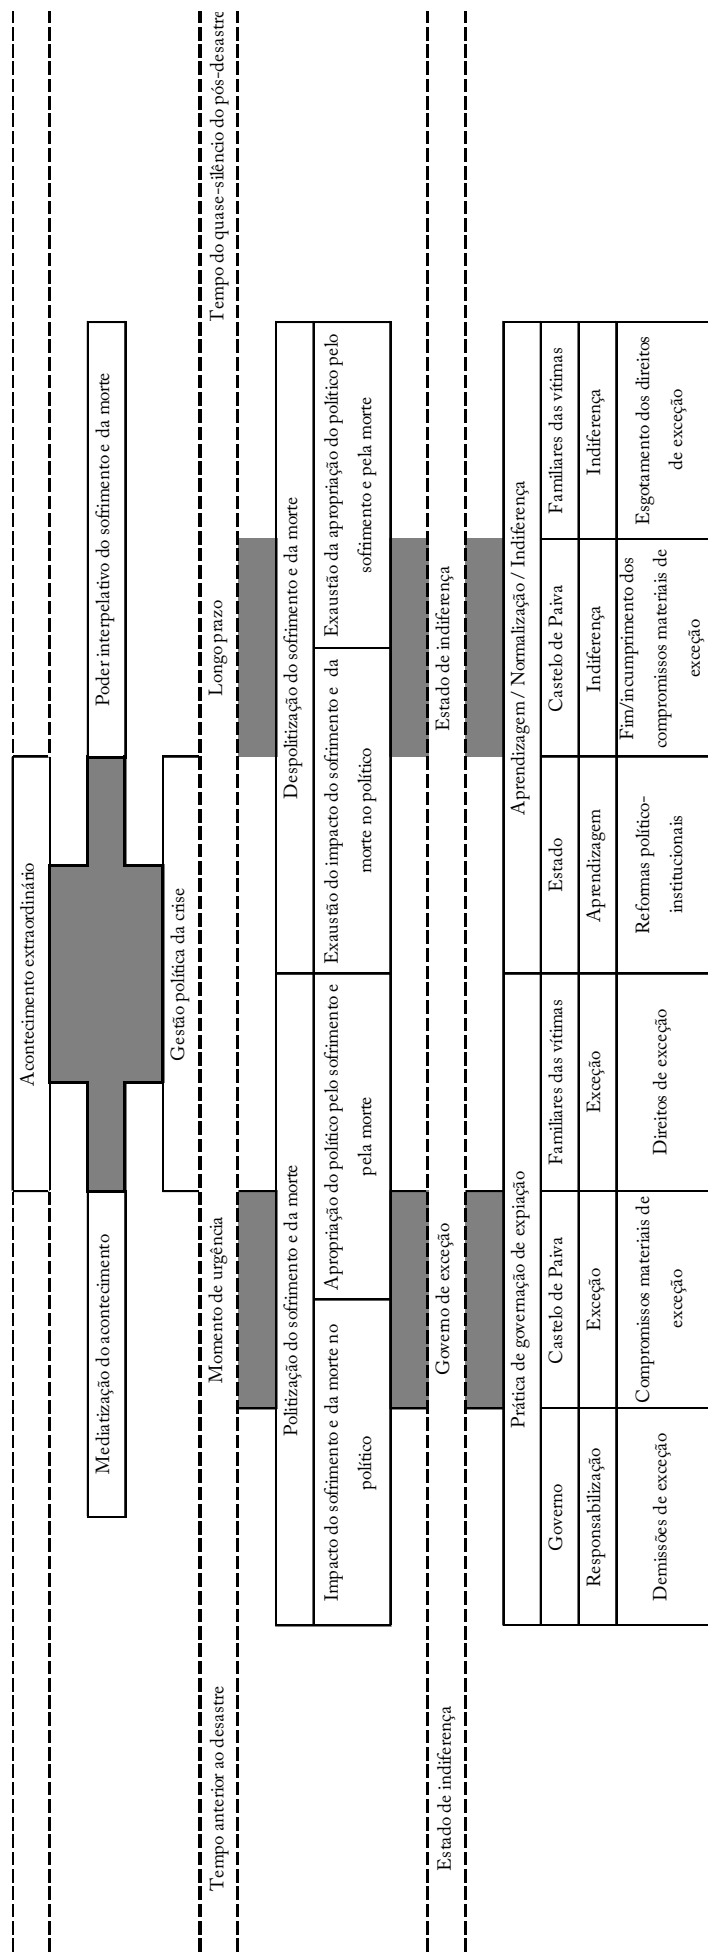 Acontecimento extraordinário
Mediatização do acontecimento
Poder interpelativo do sofrimento e da morte
Gestão política da crise
Tempo anterior ao desastre
Momento de urgência
Longo prazo
Tempo do quase-silêncio do pós-desastre
Politização do sofrimento e da morte
Despolitização do sofrimento e da morte
Impacto do sofrimento e da morte no
político
Apropriação do político pelo sofrimento e
pela morte
Exaustão do impacto do sofrimento e da
morte no político
Exaustão da apropriação do político pelo
sofrimento e pela morte
Estado de indiferença
Governo de exceção
Estado de indiferença
Prática de governação de expiação
Aprendizagem / Normalização / Indiferença
Governo
Castelo de Paiva
Familiares das vítimas
Estado
Castelo de Paiva
Familiares das vítimas
Responsabilização
Exceção
Exceção
Aprendizagem
Indiferença
Indiferença
Demissões de exceção
Compromissos materiais de
exceção
Direitos de exceção
Reformas político-
institucionais
Fim/incumprimento dos
compromissos materiais de
exceção
Esgotamento dos direitos
de exceção